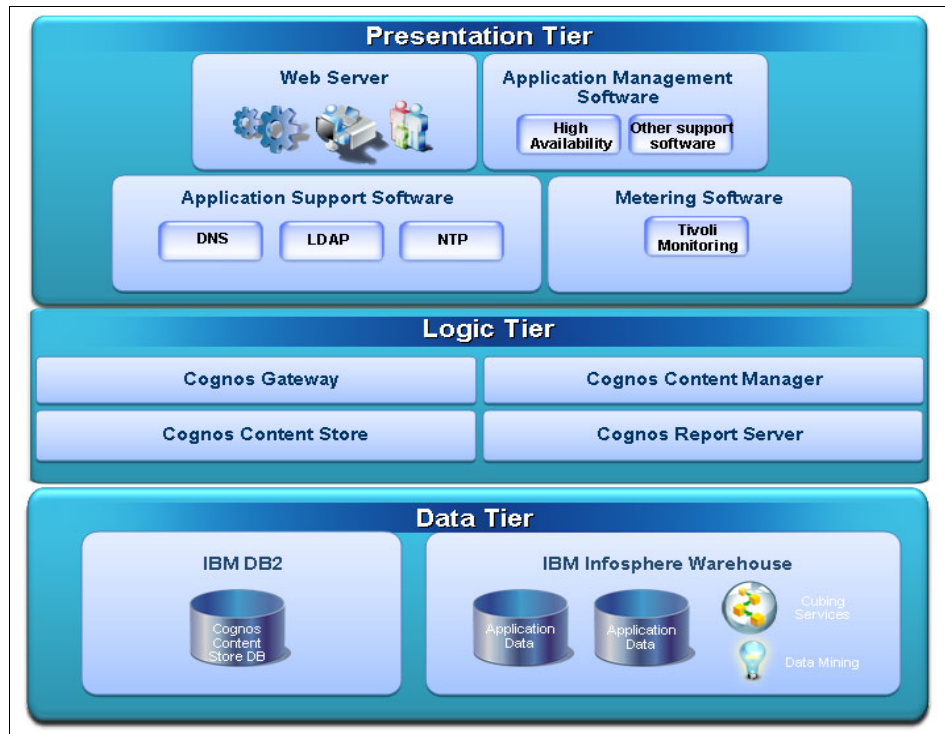 Presentation Tier
Web Server
Application Management
Software
High
Availability
Other support
software
Application Support Software
DNS
LDAP
NTP
Metering Software
Tivoli
Monitoring
Logic Tier
Cognos Gateway
Cognos Content Manager
Cognos Content Store
Cognos Report Server
Data Tier
IBM DB2
Cognos
Content
Store DB
IBM Infosphere Warehouse
Application
Data
Application
Data
Cubing
Services
Data Mining